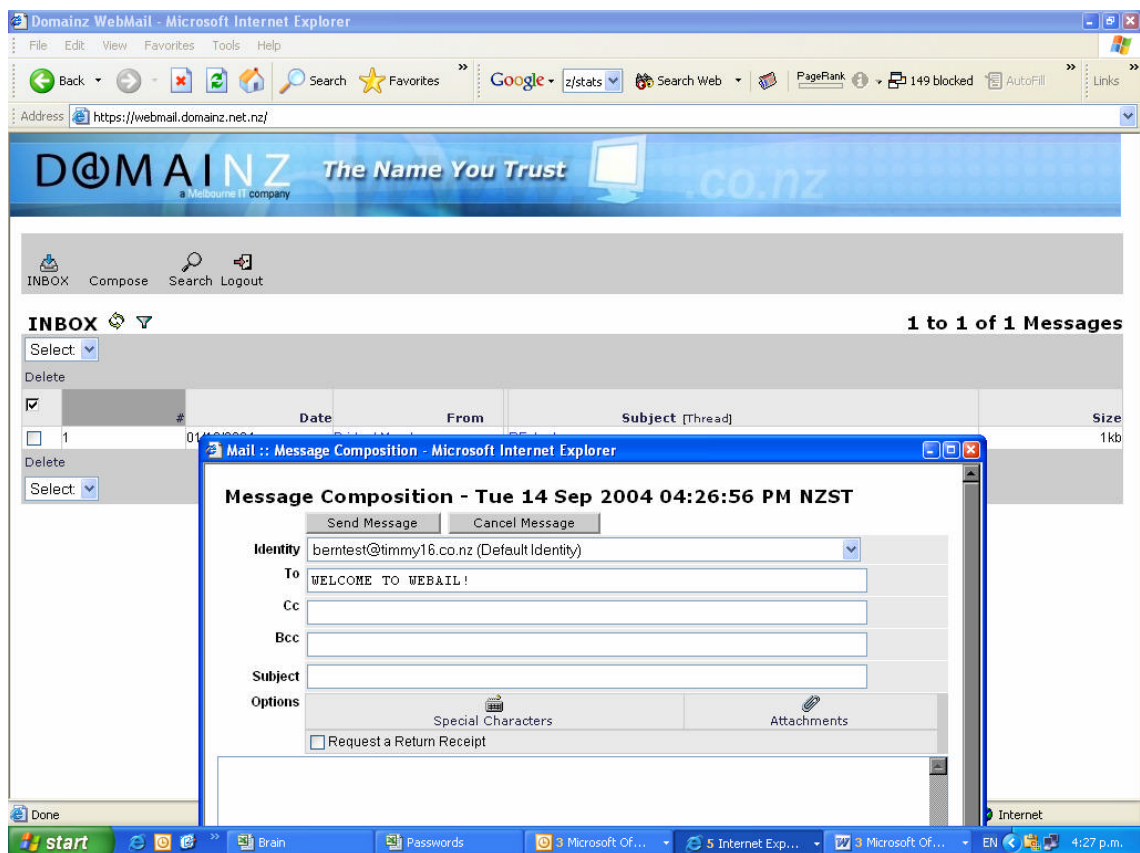 Domainz WebMail - Microsoft Internet Explorer
File Edit View Favorites Tools Help
Back Search Favorites » Google z/stats Search Web PageRank 149 blocked AutoFill » Links »
Address https://webmail.domainz.net.nz/
D@MAINZ The Name You Trust .co.nz
a Melbourne IT company
INBOX Compose Search Logout
INBOX 1 to 1 of 1 Messages
Select:
Delete
# Date From Subject [Thread] Size
1 1kb
Delete
Select:
Mail :: Message Composition - Microsoft Internet Explorer
Message Composition - Tue 14 Sep 2004 04:26:56 PM NZST
Send Message Cancel Message
Identity berntest@timmy16.co.nz (Default Identity)
To WELCOME TO WEBAIL!
Cc
Bcc
Subject
Options
Special Characters Attachments
Request a Return Receipt
Done Internet
start » Brain Passwords 3 Microsoft Of... 5 Internet Exp... 3 Microsoft Of... EN 4:27 p.m.